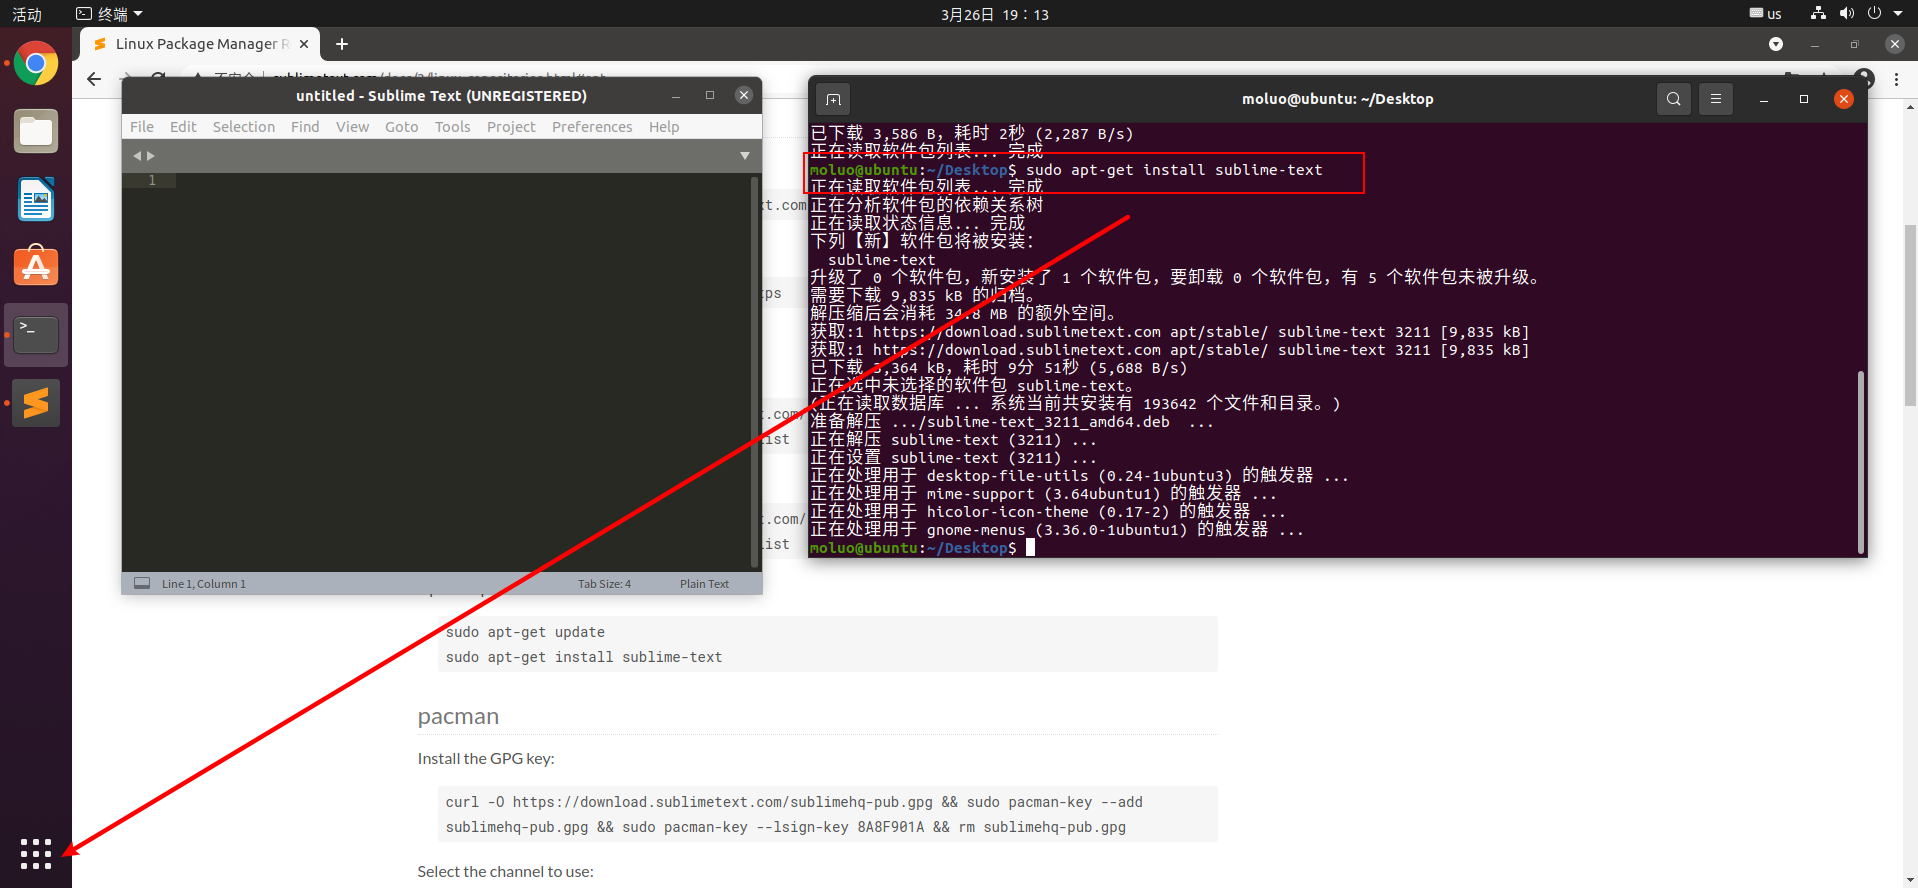 活动
终端
3月26日 19：13
us
Linux Package Manager R
untitled - Sublime Text (UNREGISTERED)
File Edit Selection Find View Goto Tools Project Preferences Help
1
Line 1, Column 1
Tab Size: 4
Plain Text
moluo@ubuntu: ~/Desktop
已下载 3,586 B，耗时 2秒 (2,287 B/s)
正在读取软件包列表... 完成
moluo@ubuntu:~/Desktop$ sudo apt-get install sublime-text
正在读取软件包列表... 完成
正在分析软件包的依赖关系树
正在读取状态信息... 完成
下列【新】软件包将被安装：
sublime-text
升级了 0 个软件包，新安装了 1 个软件包，要卸载 0 个软件包，有 5 个软件包未被升级。
需要下载 9,835 kB 的归档。
解压缩后会消耗 34.8 MB 的额外空间。
获取:1 https://download.sublimetext.com apt/stable/ sublime-text 3211 [9,835 kB]
获取:1 https://download.sublimetext.com apt/stable/ sublime-text 3211 [9,835 kB]
已下载 3,364 kB，耗时 9分 51秒 (5,688 B/s)
正在选中未选择的软件包 sublime-text。
(正在读取数据库 ... 系统当前共安装有 193642 个文件和目录。)
准备解压 .../sublime-text_3211_amd64.deb ...
正在解压 sublime-text (3211) ...
正在设置 sublime-text (3211) ...
正在处理用于 desktop-file-utils (0.24-1ubuntu3) 的触发器 ...
正在处理用于 mime-support (3.64ubuntu1) 的触发器 ...
正在处理用于 hicolor-icon-theme (0.17-2) 的触发器 ...
正在处理用于 gnome-menus (3.36.0-1ubuntu1) 的触发器 ...
moluo@ubuntu:~/Desktop$
sudo apt-get update
sudo apt-get install sublime-text
pacman
Install the GPG key:
curl -O https://download.sublimetext.com/sublimehq-pub.gpg && sudo pacman-key --add
sublimehq-pub.gpg && sudo pacman-key --lsign-key 8A8F901A && rm sublimehq-pub.gpg
Select the channel to use: